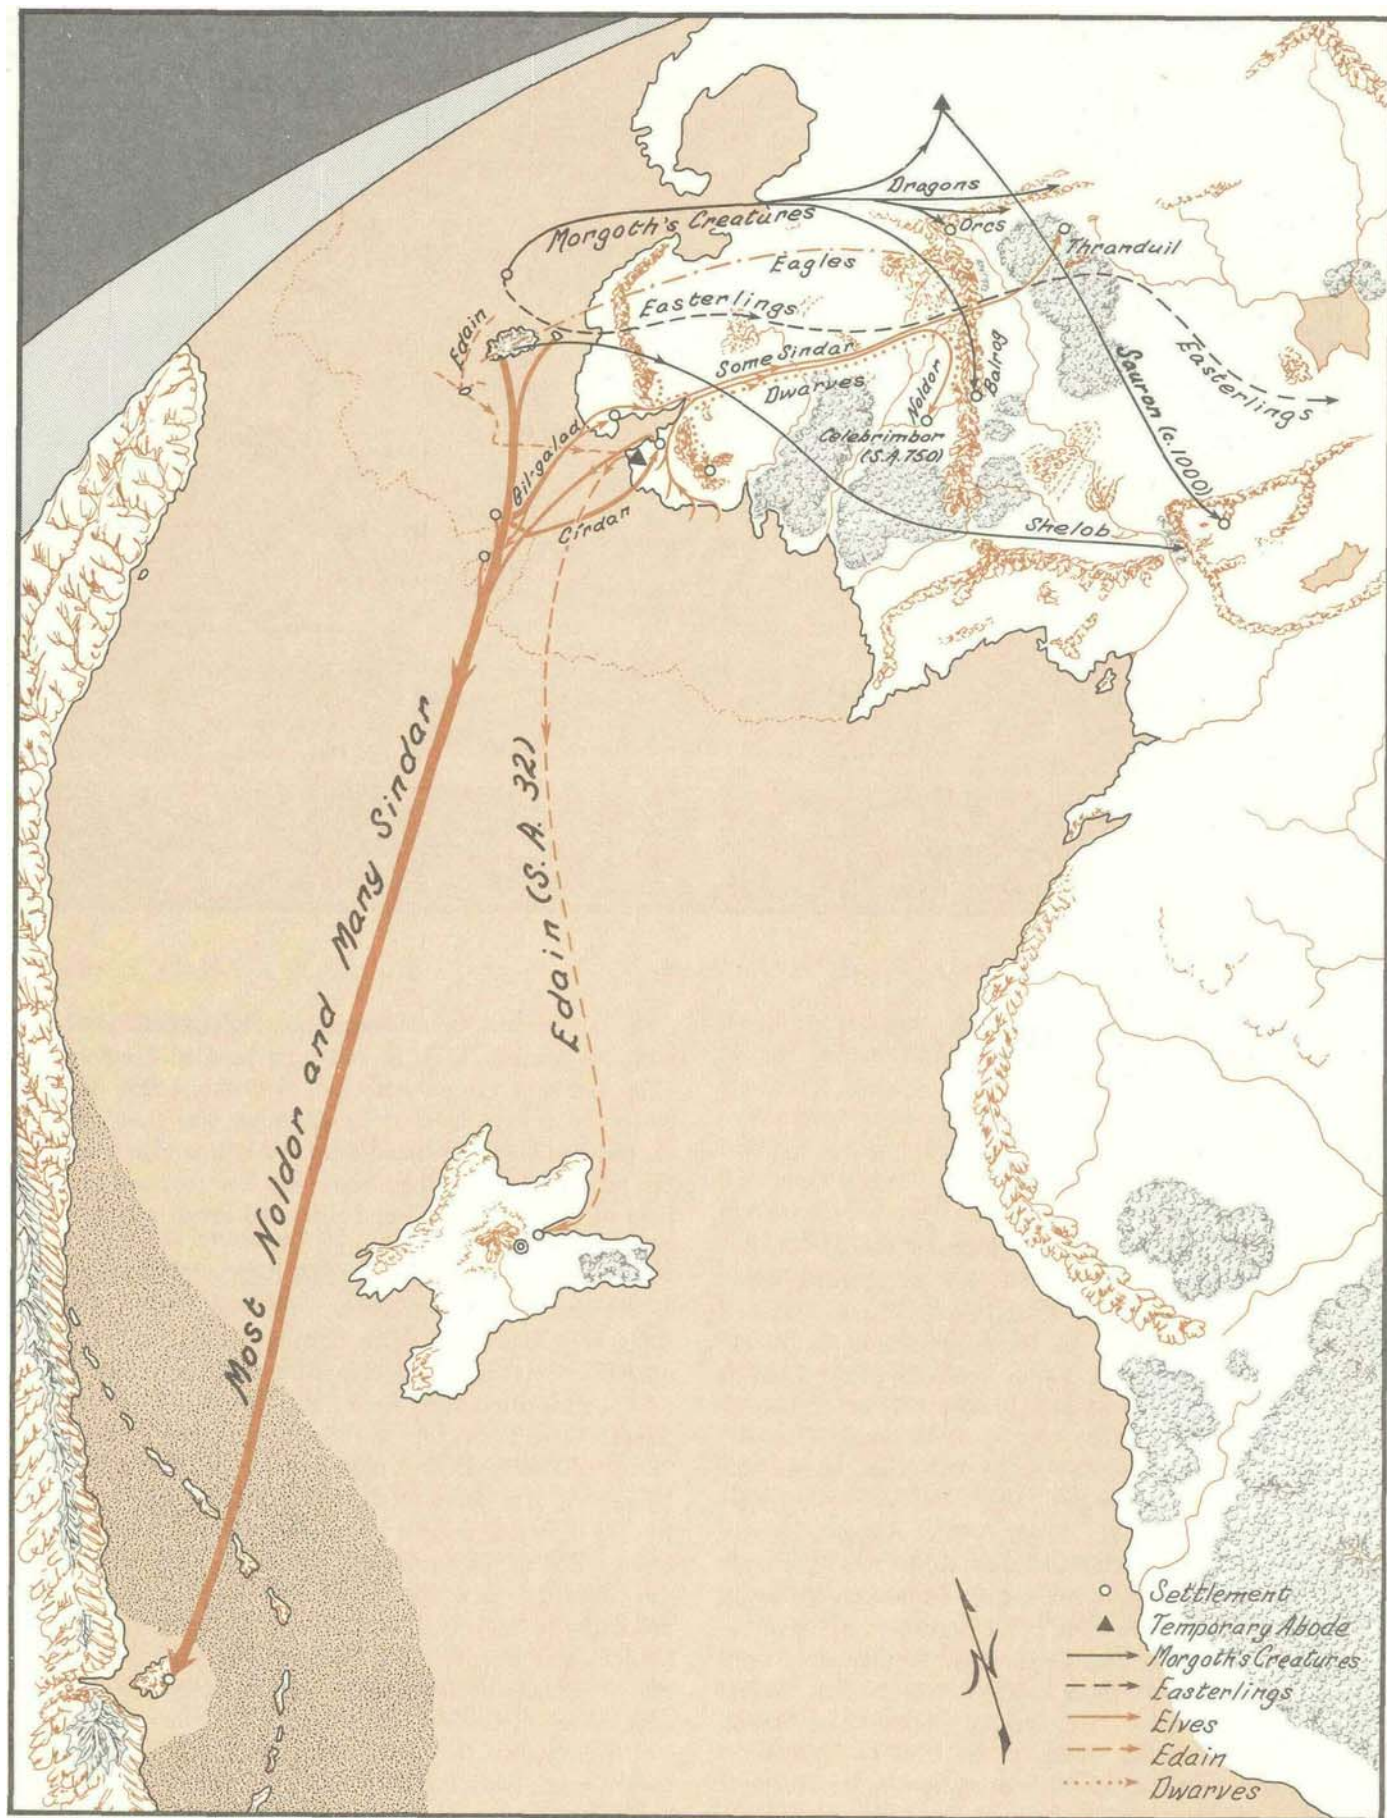 Dragons
Morgoth's Creatures
Orcs
Thranduil
Eagles
Easterlings
Edain
Some Sindar
Dwarves
Noldor
Balrog
Sauron (c.1000)
Easterlings
Gil-galad
Celebrimbor
(S.A.750)
Círdan
Shelob
Most Noldor and Many Sindar
Edain (S. A. 32)
N
Settlement
Temporary Abode
Morgoth's Creatures
Easterlings
Elves
Edain
Dwarves